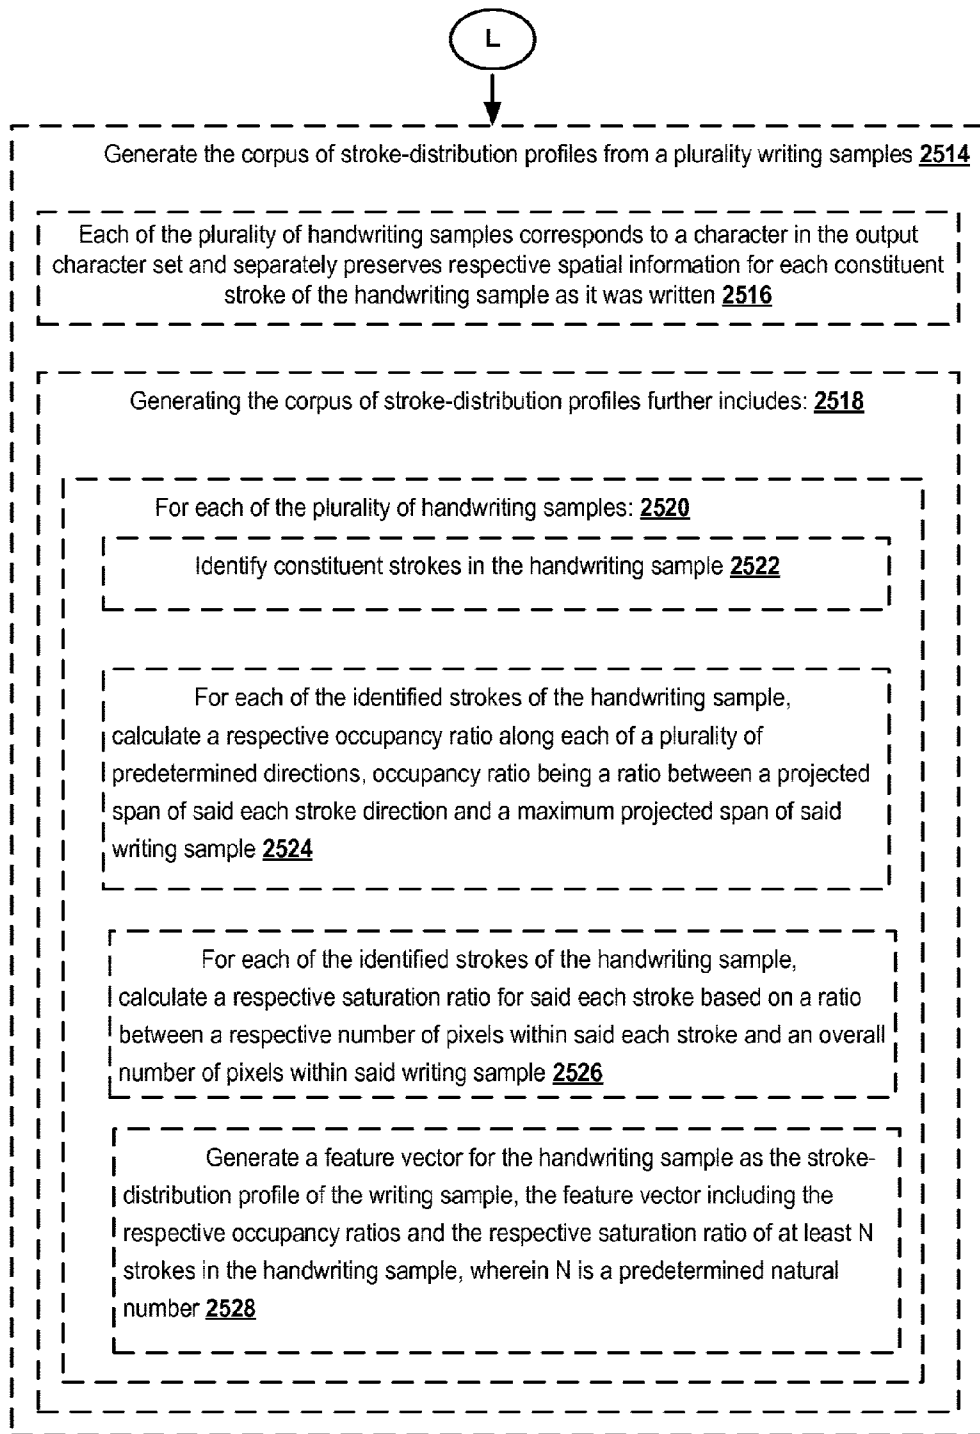 L
Generate the corpus of stroke-distribution profiles from a plurality writing samples 2514
Each of the plurality of handwriting samples corresponds to a character in the output
character set and separately preserves respective spatial information for each constituent
stroke of the handwriting sample as it was written 2516
Generating the corpus of stroke-distribution profiles further includes: 2518
For each of the plurality of handwriting samples: 2520
Identify constituent strokes in the handwriting sample 2522
For each of the identified strokes of the handwriting sample,
calculate a respective occupancy ratio along each of a plurality of
predetermined directions, occupancy ratio being a ratio between a projected
span of said each stroke direction and a maximum projected span of said
writing sample 2524
For each of the identified strokes of the handwriting sample,
calculate a respective saturation ratio for said each stroke based on a ratio
between a respective number of pixels within said each stroke and an overall
number of pixels within said writing sample 2526
Generate a feature vector for the handwriting sample as the stroke-
distribution profile of the writing sample, the feature vector including the
respective occupancy ratios and the respective saturation ratio of at least N
strokes in the handwriting sample, wherein N is a predetermined natural
number 2528